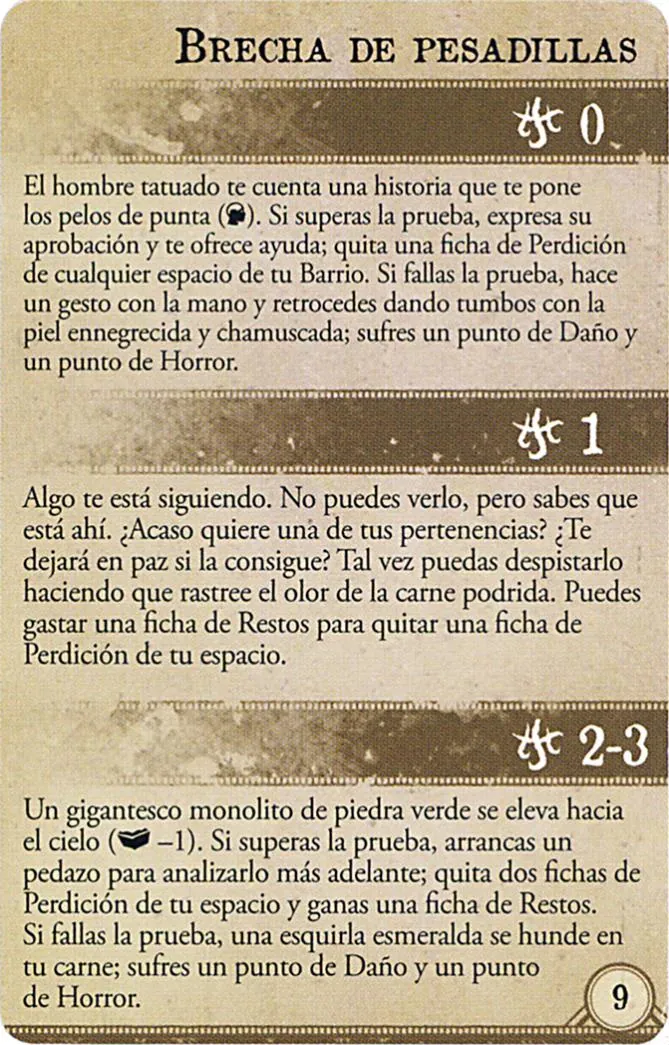 BRECHA DE PESADILLAS
0
El hombre tatuado te cuenta una historia que te pone
los pelos de punta ( ). Si superas la prueba, expresa su
aprobación y te ofrece ayuda; quita una ficha de Perdición
de cualquier espacio de tu Barrio. Si fallas la prueba, hace
un gesto con la mano y retrocedes dando tumbos con la
piel ennegrecida y chamuscada; sufres un punto de Daño y
un punto de Horror.
1
Algo te está siguiendo. No puedes verlo, pero sabes que
está ahí. ¿Acaso quiere una de tus pertenencias? ¿Te
dejará en paz si la consigue? Tal vez puedas despistarlo
haciendo que rastree el olor de la carne podrida. Puedes
gastar una ficha de Restos para quitar una ficha de
Perdición de tu espacio.
2-3
Un gigantesco monolito de piedra verde se eleva hacia
el cielo ( –1). Si superas la prueba, arrancas un
pedazo para analizarlo más adelante; quita dos fichas de
Perdición de tu espacio y ganas una ficha de Restos.
Si fallas la prueba, una esquirla esmeralda se hunde en
tu carne; sufres un punto de Daño y un punto
de Horror.
9